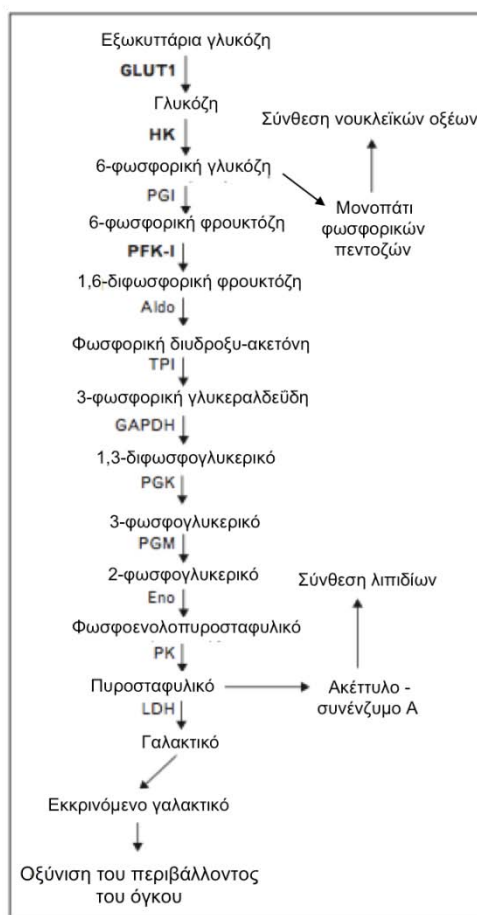 Εξωκυττάρια γλυκόζη
GLUT1
Γλυκόζη
HK
Σύνθεση νουκλεϊκών οξέων
6-φωσφορική γλυκόζη
PGI
Μονοπάτι
φωσφορικών
πεντοζών
6-φωσφορική φρουκτόζη
PFK-I
1,6-διφωσφορική φρουκτόζη
Aldo
Φωσφορική διυδροξυ-ακετόνη
TPI
3-φωσφορική γλυκεραλδεΰδη
GAPDH
1,3-διφωσφογλυκερικό
PGK
3-φωσφογλυκερικό
PGM
2-φωσφογλυκερικό
Eno
Σύνθεση λιπιδίων
Φωσφοενολοπυροσταφυλικό
PK
Πυροσταφυλικό
Ακέττυλο -
συνένζυμο Α
LDH
Γαλακτικό
Εκκρινόμενο γαλακτικό
Οξύνιση του περιβάλλοντος
του όγκου